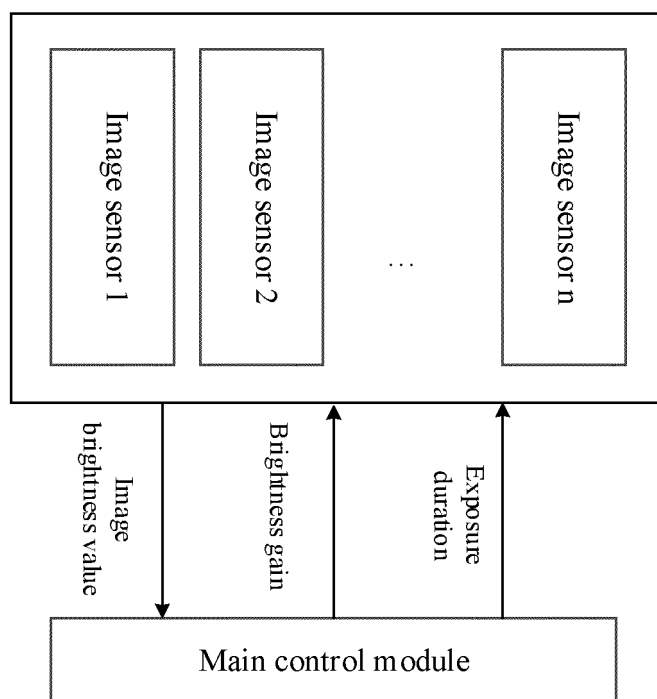 Image sensor 1
Image sensor 2
...
Image sensor n
Image
brightness value
Brightness gain
Exposure
duration
Main control module